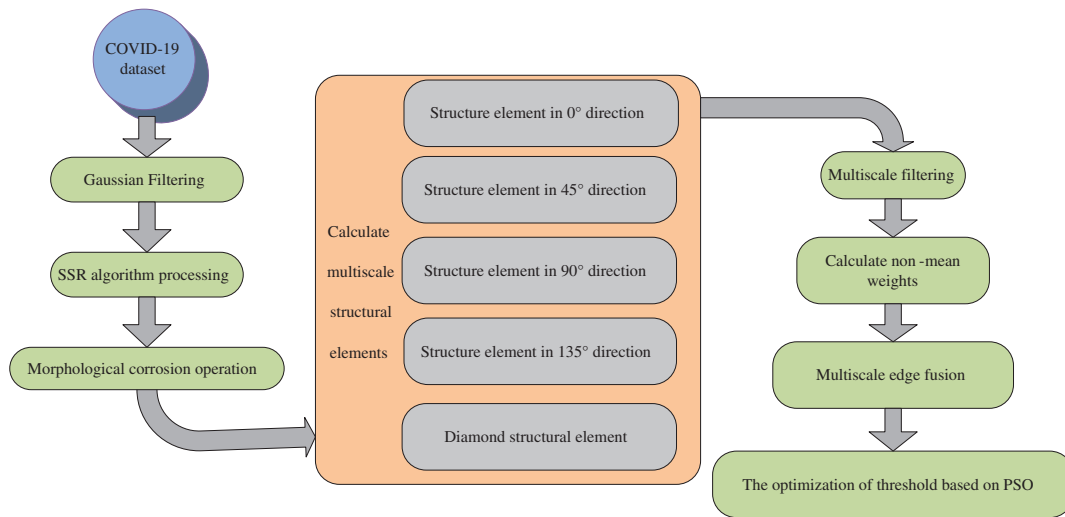 COVID-19
dataset
Gaussian Filtering
SSR algorithm processing
Morphological corrosion operation
Calculate
multiscale
structural
elements
Structure element in 0° direction
Structure element in 45° direction
Structure element in 90° direction
Structure element in 135° direction
Diamond structural element
Multiscale filtering
Calculate non -mean
weights
Multiscale edge fusion
The optimization of threshold based on PSO